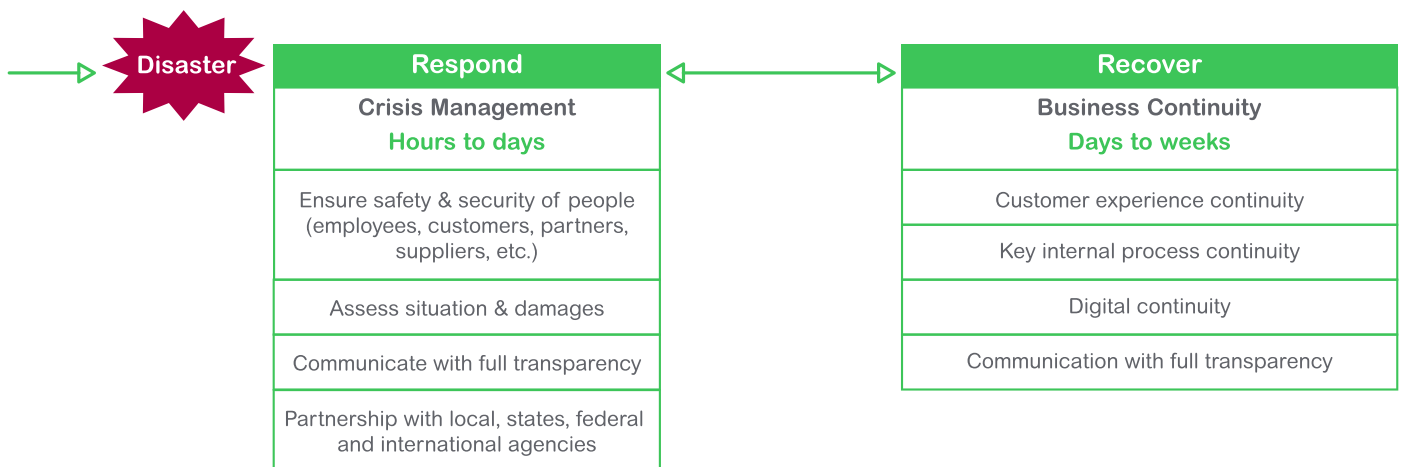 Disaster
Respond
Crisis Management
Hours to days
Ensure safety & security of people
(employees, customers, partners,
suppliers, etc.)
Assess situation & damages
Communicate with full transparency
Partnership with local, states, federal
and international agencies
Recover
Business Continuity
Days to weeks
Customer experience continuity
Key internal process continuity
Digital continuity
Communication with full transparency